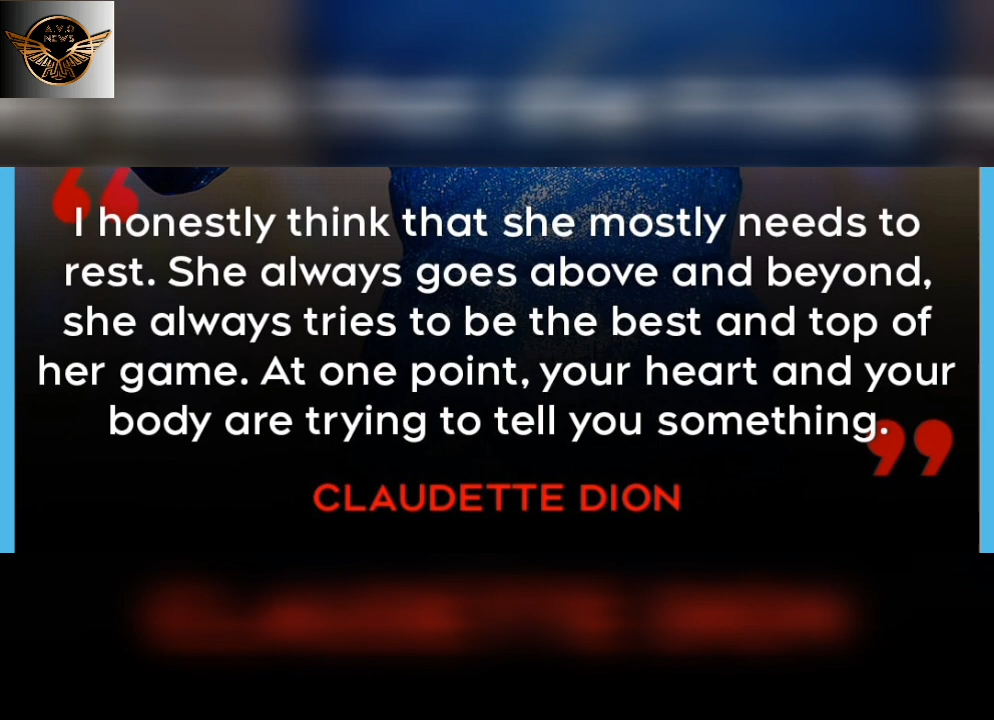 A.V.O
NEWS
“
I honestly think that she mostly needs to
rest. She always goes above and beyond,
she always tries to be the best and top of
her game. At one point, your heart and your
body are trying to tell you something.
”
CLAUDETTE DION